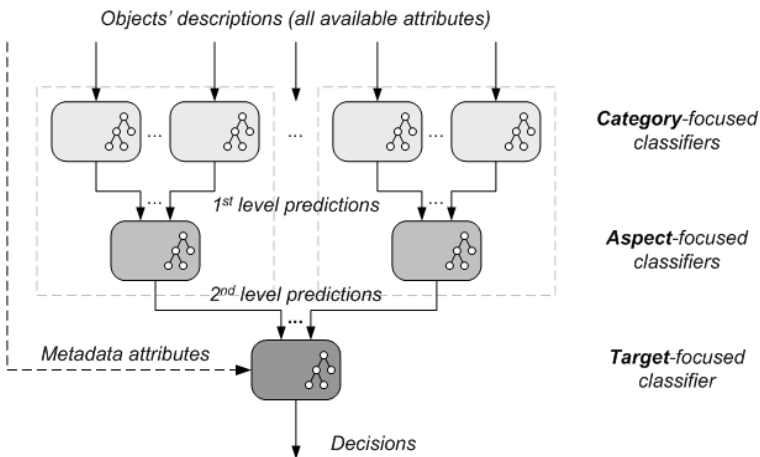 Objects' descriptions (all available attributes)
... ... ...
Category-focused
classifiers
... ...
1st level predictions
Aspect-focused
classifiers
2nd level predictions
...
Metadata attributes
Target-focused
classifier
Decisions